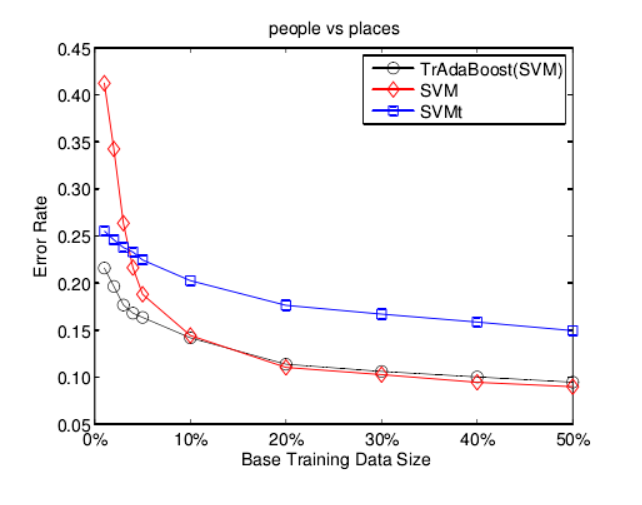 people vs places
0.45
0.40
0.35
0.30
0.25
0.20
0.15
0.10
0.05
Error Rate
TrAdaBoost(SVM)
SVM
SVMt
0% 10% 20% 30% 40% 50%
Base Training Data Size